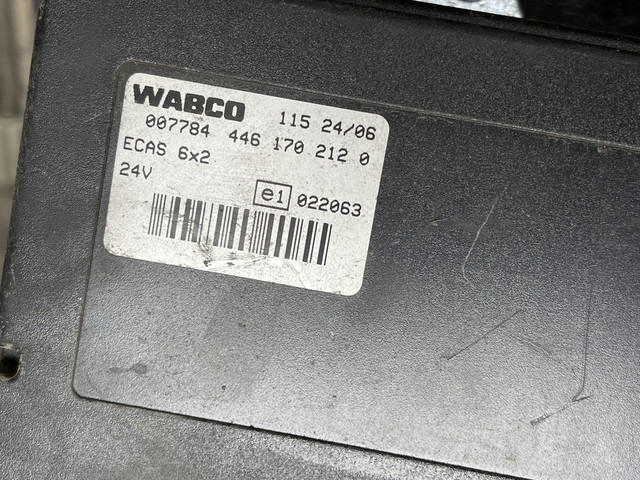 WABCO 115 24/06
007784 446 170 212 0
ECAS 6x2
24V
e1 022063